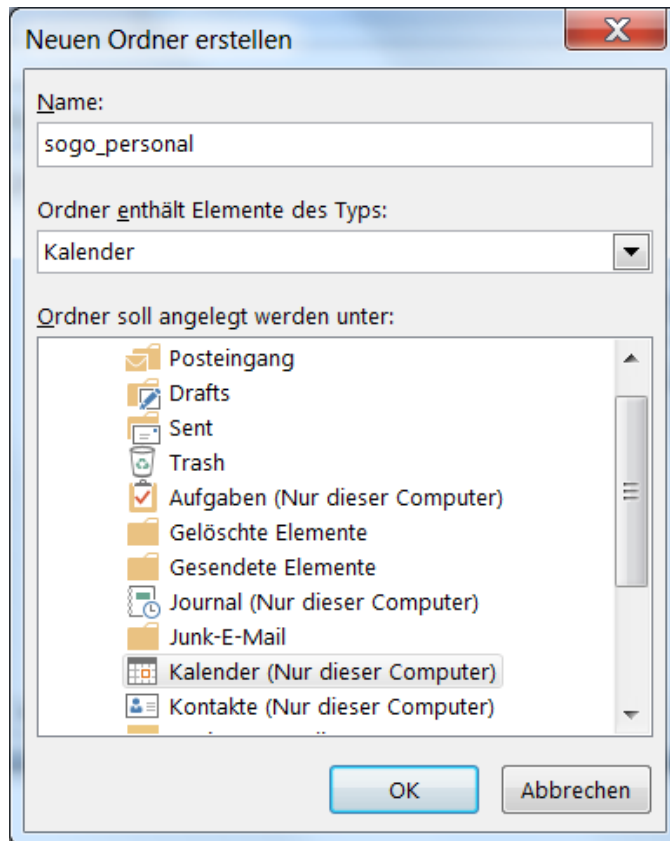 Neuen Ordner erstellen
Name:
sogo_personal
Ordner enthält Elemente des Typs:
Kalender
Ordner soll angelegt werden unter:
Posteingang
Drafts
Sent
Trash
Aufgaben (Nur dieser Computer)
Gelöschte Elemente
Gesendete Elemente
Journal (Nur dieser Computer)
Junk-E-Mail
Kalender (Nur dieser Computer)
Kontakte (Nur dieser Computer)
OK
Abbrechen